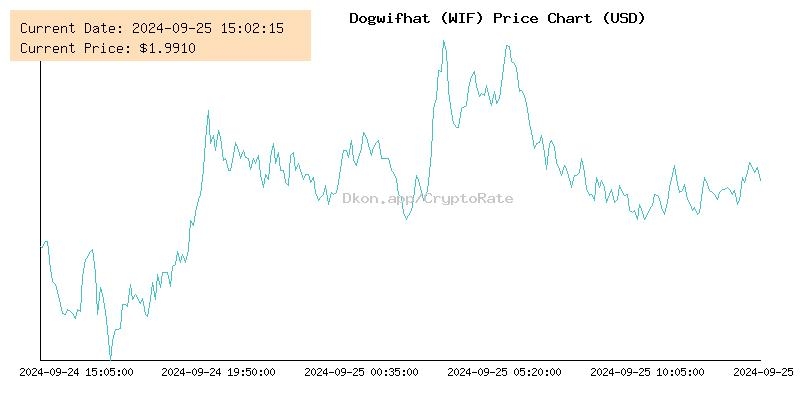 Dogwifhat (WIF) Price Chart (USD)
Current Date: 2024-09-25 15:02:15
Current Price: $1.9910
Dkon.app/CryptoRate
2024-09-24 15:05:00
2024-09-24 19:50:00
2024-09-25 00:35:00
2024-09-25 05:20:00
2024-09-25 10:05:00
2024-09-25